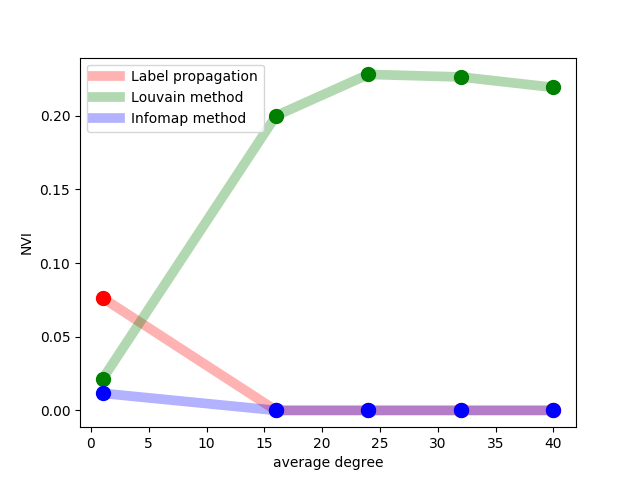 Label propagation
Louvain method
Infomap method
0.20
0.15
0.10
0.05
0.00
NVI
0 5 10 15 20 25 30 35 40
average degree